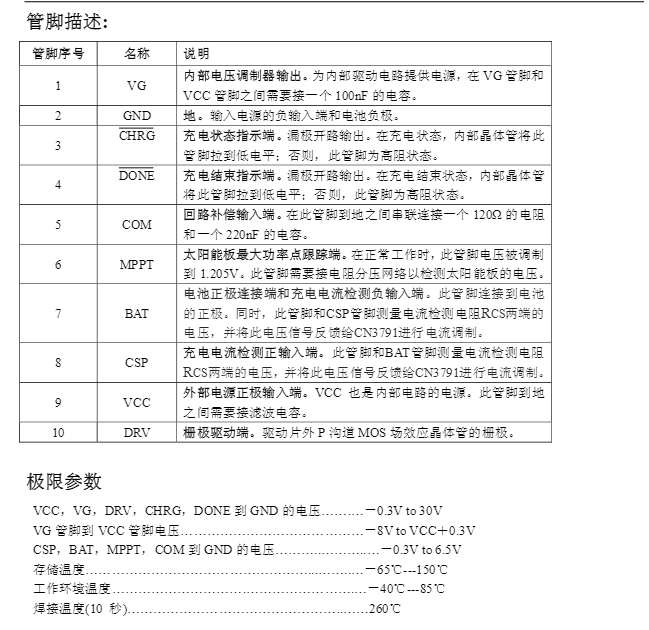 管脚描述:
管脚序号 名称 说明
1 VG 内部电压调制器输出。为内部驱动电路提供电源，在 VG 管脚和
VCC 管脚之间需要接一个 100nF 的电容。
2 GND 地。输入电源的负输入端和电池负极。
3 CHRG 充电状态指示端。漏极开路输出。在充电状态，内部晶体管将此
管脚拉到低电平；否则，此管脚为高阻状态。
4 DONE 充电结束指示端。漏极开路输出。在充电结束状态，内部晶体管
将此管脚拉到低电平；否则，此管脚为高阻状态。
5 COM 回路补偿输入端。在此管脚到地之间串联连接一个 120Ω 的电阻
和一个 220nF 的电容。
6 MPPT 太阳能板最大功率点跟踪端。在正常工作时，此管脚电压被调制
到 1.205V。此管脚需要接电阻分压网络以检测太阳能板的电压。
7 BAT 电池正极连接端和充电电流检测负输入端。此管脚连接到电池
的正极。同时，此管脚和CSP管脚测量电流检测电阻RCS两端的
电压，并将此电压信号反馈给CN3791进行电流调制。
8 CSP 充电电流检测正输入端。此管脚和BAT管脚测量电流检测电阻
RCS两端的电压，并将此电压信号反馈给CN3791进行电流调制。
9 VCC 外部电源正极输入端。VCC 也是内部电路的电源。此管脚到地
之间需要接滤波电容。
10 DRV 栅极驱动端。驱动片外 P 沟道 MOS 场效应晶体管的栅极。
极限参数
VCC，VG，DRV，CHRG，DONE 到 GND 的电压………－0.3V to 30V
VG 管脚到 VCC 管脚电压……………………………………－8V to VCC＋0.3V
CSP，BAT，MPPT，COM 到 GND 的电压……………………－0.3V to 6.5V
存储温度…………………………………………………………－65℃---150℃
工作环境温度……………………………………………………－40℃---85℃
焊接温度(10 秒)…………………………………………………260℃